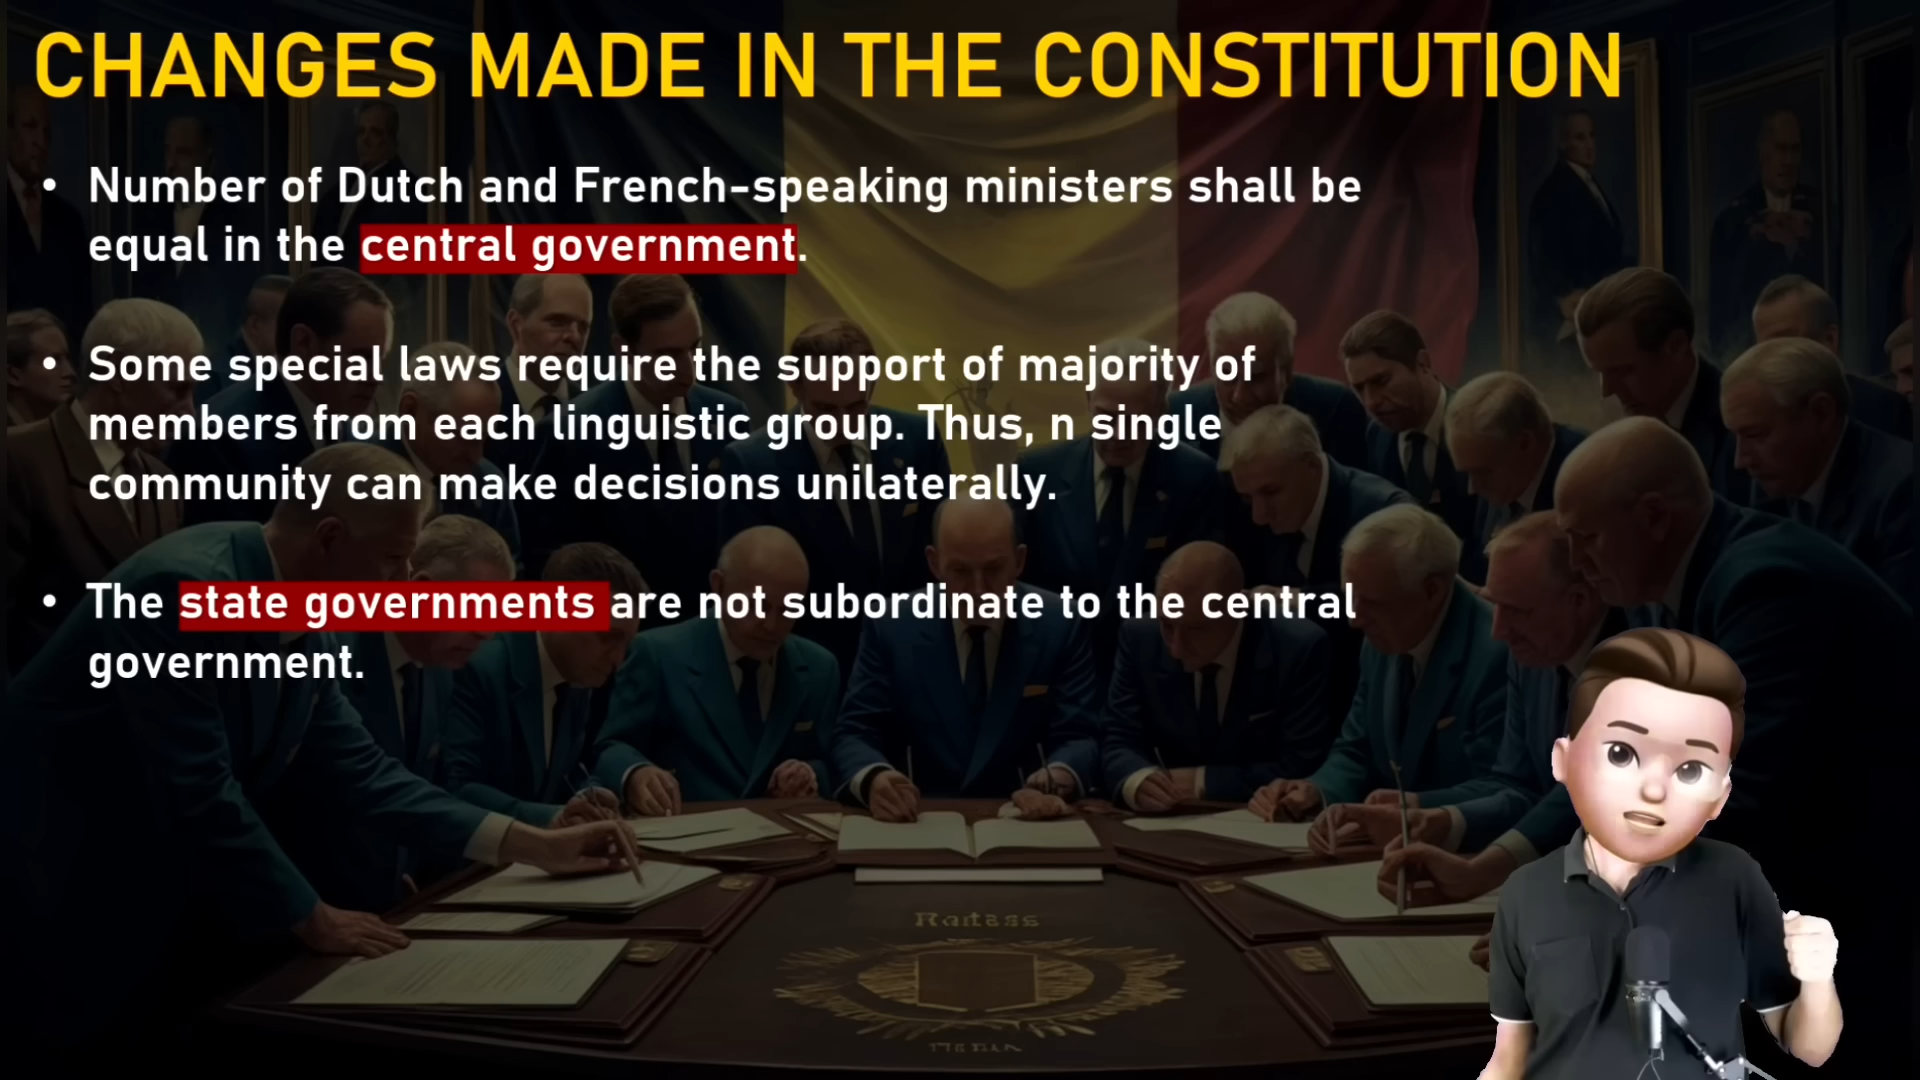 CHANGES MADE IN THE CONSTITUTION
• Number of Dutch and French-speaking ministers shall be
equal in the central government.
• Some special laws require the support of majority of
members from each linguistic group. Thus, n single
community can make decisions unilaterally.
• The state governments are not subordinate to the central
government.